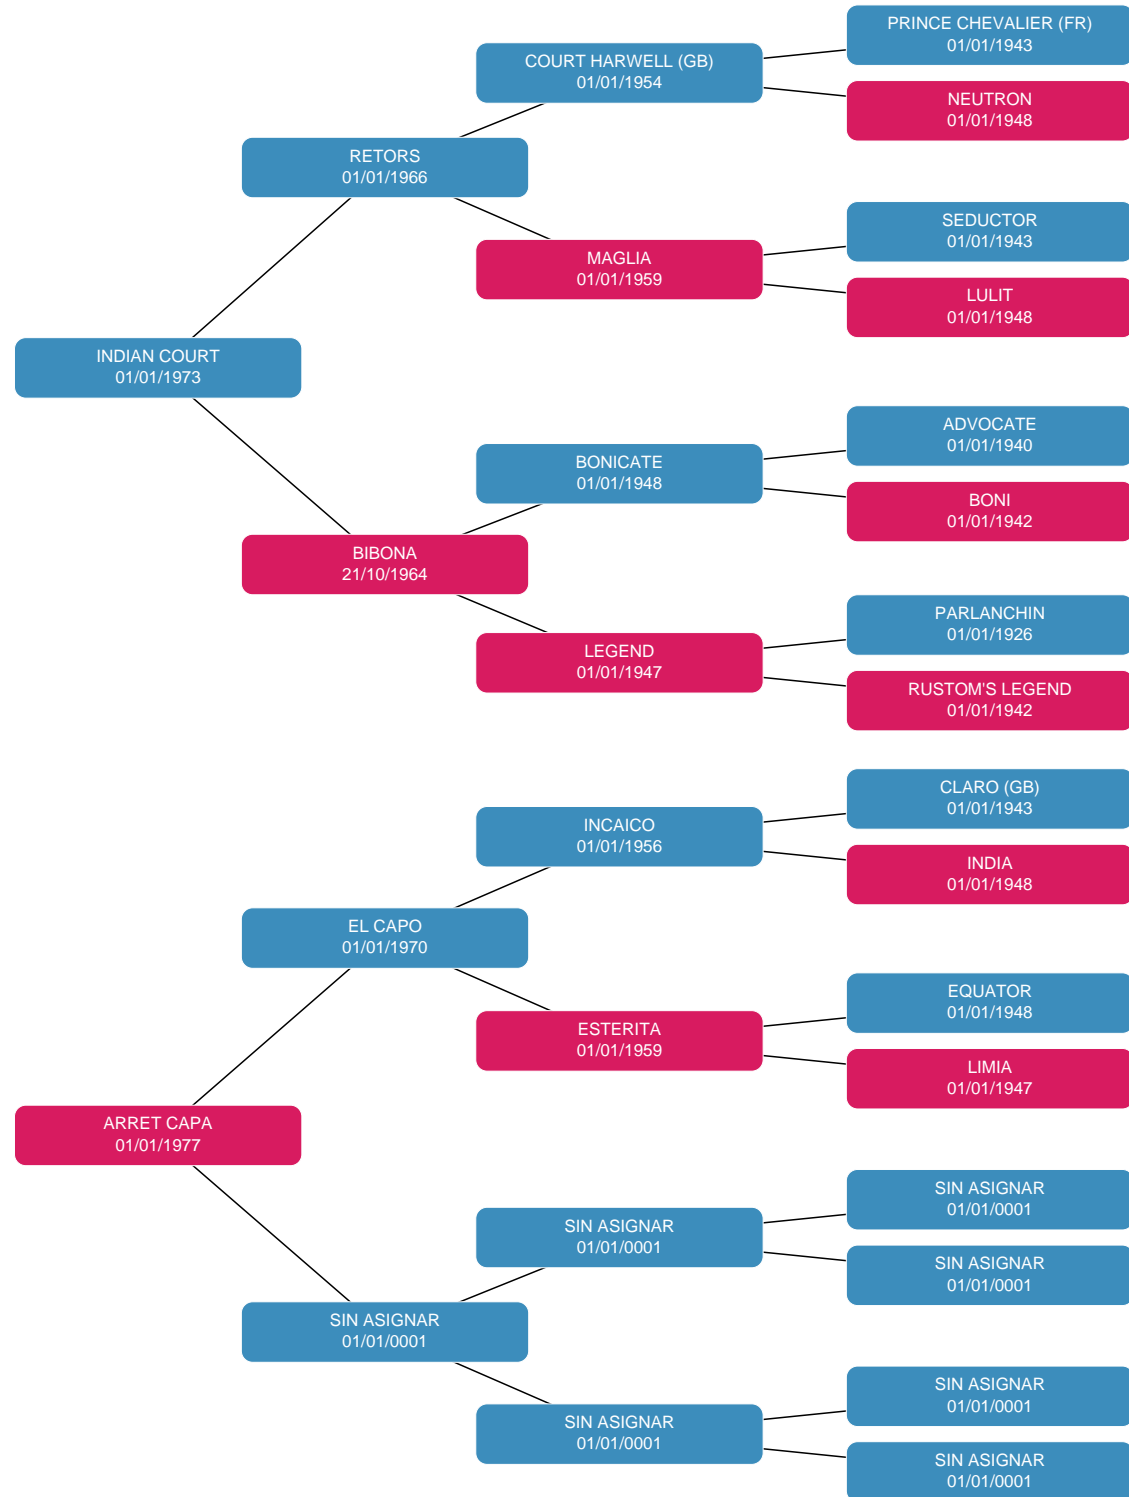 PRINCE CHEVALIER (FR)
01/01/1943
COURT HARWELL (GB)
01/01/1954
NEUTRON
01/01/1948
RETORS
01/01/1966
SEDUCTOR
01/01/1943
MAGLIA
01/01/1959
LULIT
01/01/1948
INDIAN COURT
01/01/1973
ADVOCATE
01/01/1940
BONICATE
01/01/1948
BONI
01/01/1942
BIBONA
21/10/1964
PARLANCHIN
01/01/1926
LEGEND
01/01/1947
RUSTOM'S LEGEND
01/01/1942
CLARO (GB)
01/01/1943
INCAICO
01/01/1956
INDIA
01/01/1948
EL CAPO
01/01/1970
EQUATOR
01/01/1948
ESTERITA
01/01/1959
LIMIA
01/01/1947
ARRET CAPA
01/01/1977
SIN ASIGNAR
01/01/0001
SIN ASIGNAR
01/01/0001
SIN ASIGNAR
01/01/0001
SIN ASIGNAR
01/01/0001
SIN ASIGNAR
01/01/0001
SIN ASIGNAR
01/01/0001
SIN ASIGNAR
01/01/0001